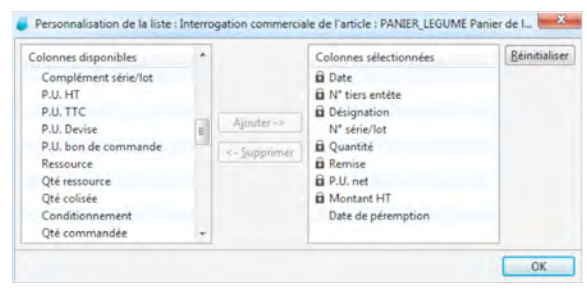 Personnalisation de la liste : Interrogation commerciale de l'article : PANIER_LEGUME Panier de l...
Colonnes disponibles
Complément série/lot
P.U. HT
P.U. TTC
P.U. Devise
P.U. bon de commande
Ressource
Qté ressource
Qté colisée
Conditionnement
Qté commandée
Ajouter ->
<- Supprimer
Colonnes sélectionnées
Date
N° tiers entête
Désignation
N° série/lot
Quantité
Remise
P.U. net
Montant HT
Date de péremption
Réinitialiser
OK